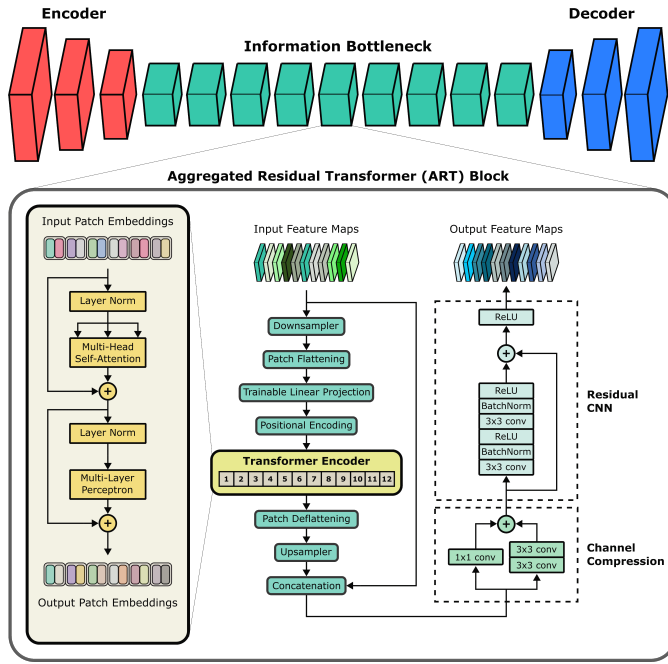 Encoder
Decoder
Information Bottleneck
Aggregated Residual Transformer (ART) Block
Input Patch Embeddings
Layer Norm
Multi-Head
Self-Attention
+
Layer Norm
Multi-Layer
Perceptron
+
Output Patch Embeddings
Input Feature Maps
Downsampler
Patch Flattening
Trainable Linear Projection
Positional Encoding
Transformer Encoder
1 2 3 4 5 6 7 8 9 10 11 12
Patch Deflattening
Upsampler
Concatenation
Output Feature Maps
ReLU
+
ReLU
BatchNorm
3x3 conv
ReLU
BatchNorm
3x3 conv
Residual
CNN
+
1x1 conv
3x3 conv
3x3 conv
Channel
Compression